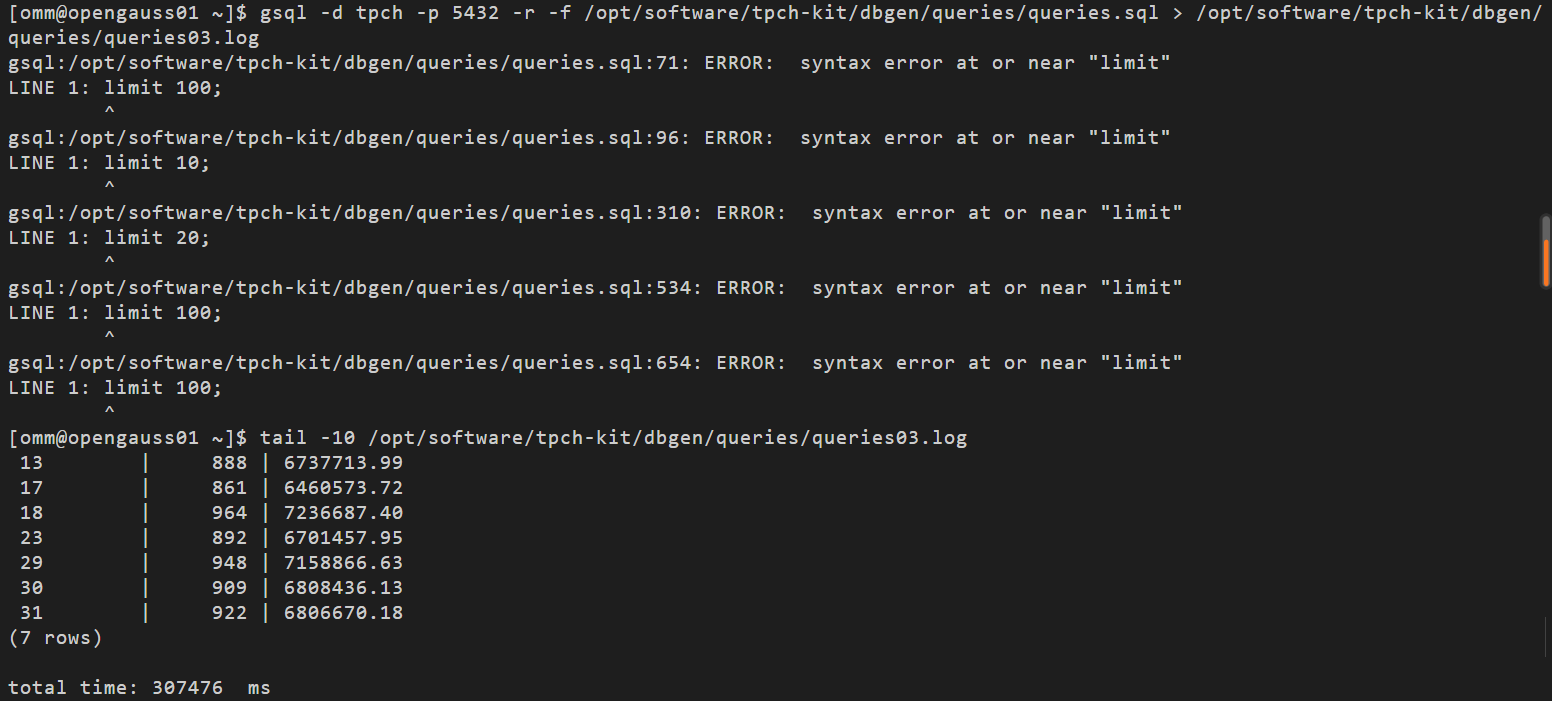 [omm@opengauss01 ~]$ gsql -d tpch -p 5432 -r -f /opt/software/tpch-kit/dbgen/queries/queries.sql > /opt/software/tpch-kit/dbgen/
queries/queries03.log
gsql:/opt/software/tpch-kit/dbgen/queries/queries.sql:71: ERROR:  syntax error at or near "limit"
LINE 1: limit 100;
        ^
gsql:/opt/software/tpch-kit/dbgen/queries/queries.sql:96: ERROR:  syntax error at or near "limit"
LINE 1: limit 10;
        ^
gsql:/opt/software/tpch-kit/dbgen/queries/queries.sql:310: ERROR:  syntax error at or near "limit"
LINE 1: limit 20;
        ^
gsql:/opt/software/tpch-kit/dbgen/queries/queries.sql:534: ERROR:  syntax error at or near "limit"
LINE 1: limit 100;
        ^
gsql:/opt/software/tpch-kit/dbgen/queries/queries.sql:654: ERROR:  syntax error at or near "limit"
LINE 1: limit 100;
        ^
[omm@opengauss01 ~]$ tail -10 /opt/software/tpch-kit/dbgen/queries/queries03.log
 13        |     888 | 6737713.99
 17        |     861 | 6460573.72
 18        |     964 | 7236687.40
 23        |     892 | 6701457.95
 29        |     948 | 7158866.63
 30        |     909 | 6808436.13
 31        |     922 | 6806670.18
(7 rows)
total time: 307476  ms